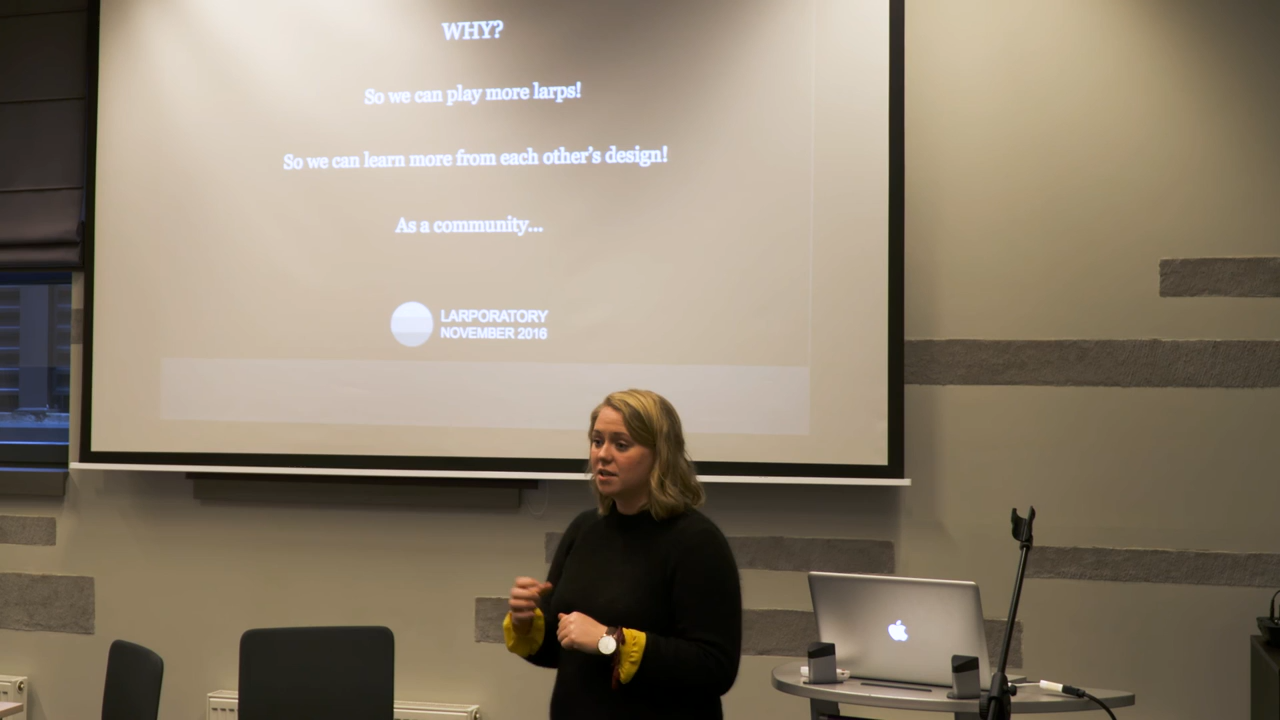 WHY?
So we can play more larps!
So we can learn more from each other's design!
As a community...
LARPORATORY
NOVEMBER 2016